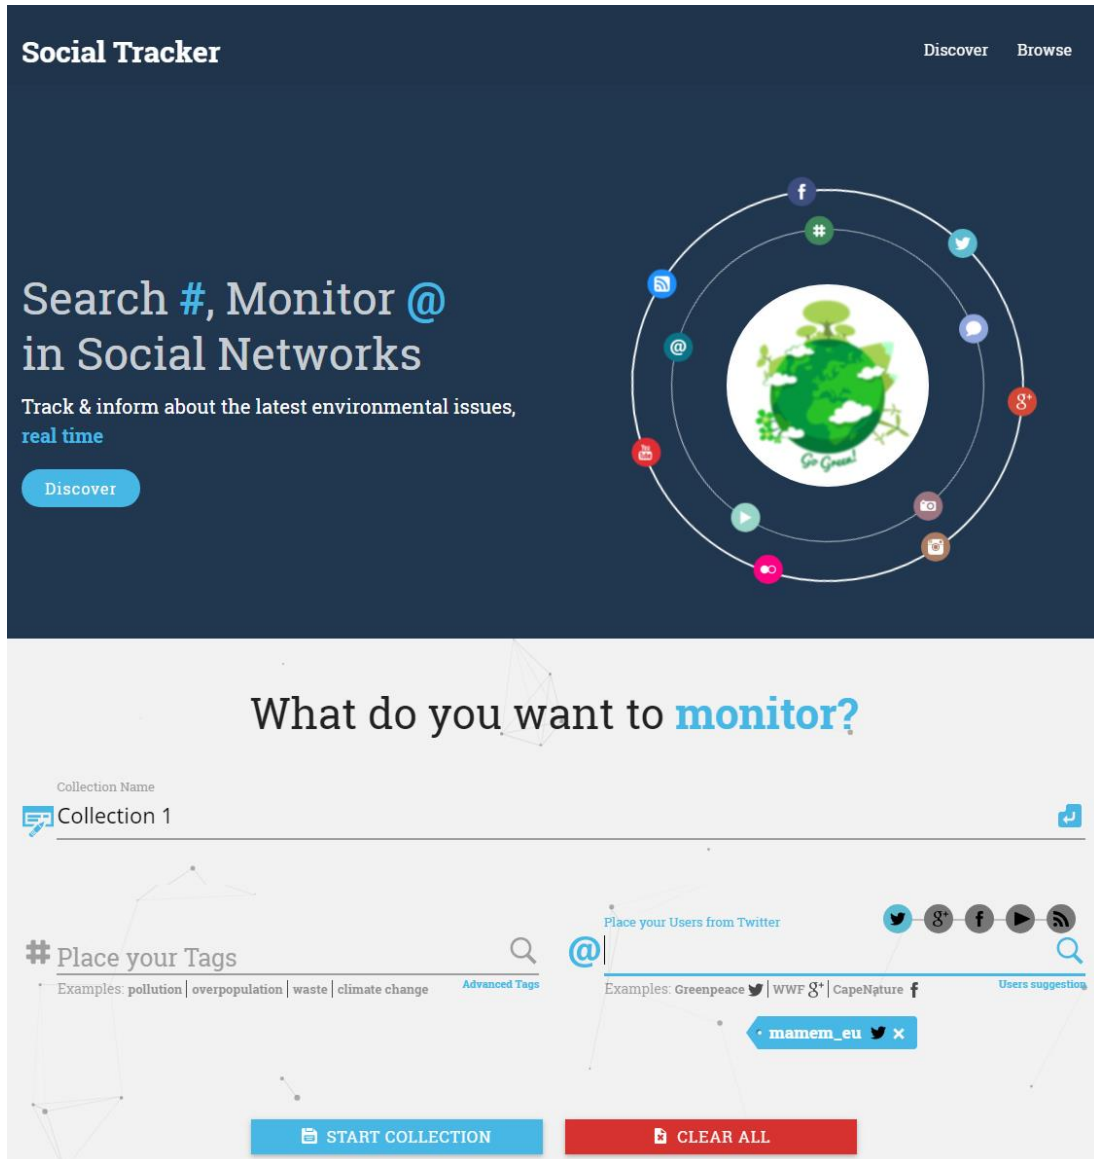 Social Tracker
Discover
Browse
Search #, Monitor @
in Social Networks
Track & inform about the latest environmental issues,
real time
Discover
Go Green!
What do you want to monitor?
Collection Name
Collection 1
Place your Users from Twitter
# Place your Tags
@
Examples: pollution | overpopulation | waste | climate change
Advanced Tags
Examples: Greenpeace | WWF g+ | CapeNature f
Users suggestion
mamem_eu ×
START COLLECTION
CLEAR ALL